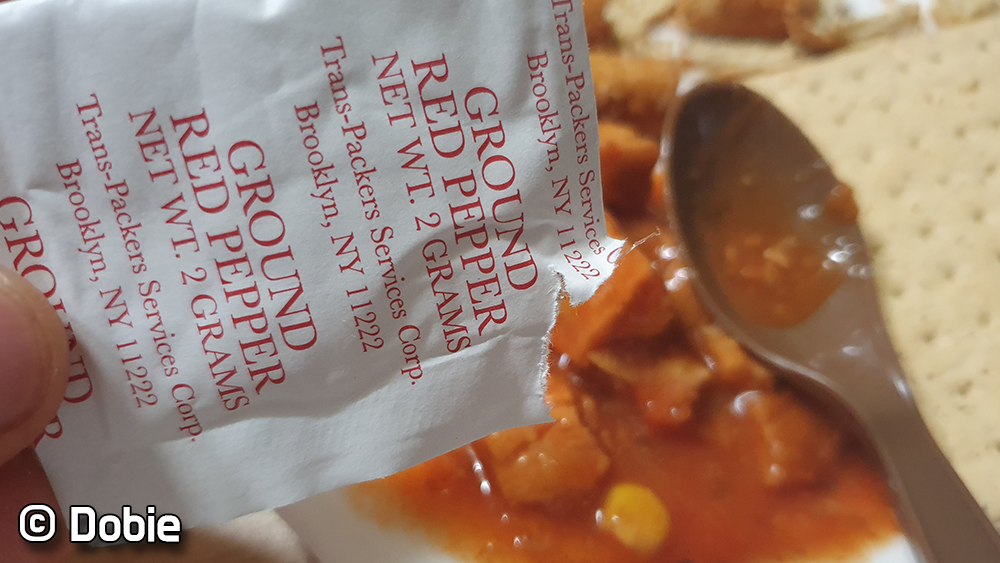 Trans-Packers Services
Brooklyn, NY 11222
GROUND
RED PEPPER
NET WT. 2 GRAMS
Trans-Packers Services Corp.
Brooklyn, NY 11222
GROUND
RED PEPPER
NET WT. 2 GRAMS
Trans-Packers Services Corp.
Brooklyn, NY 11222
GROUND
© Dobie